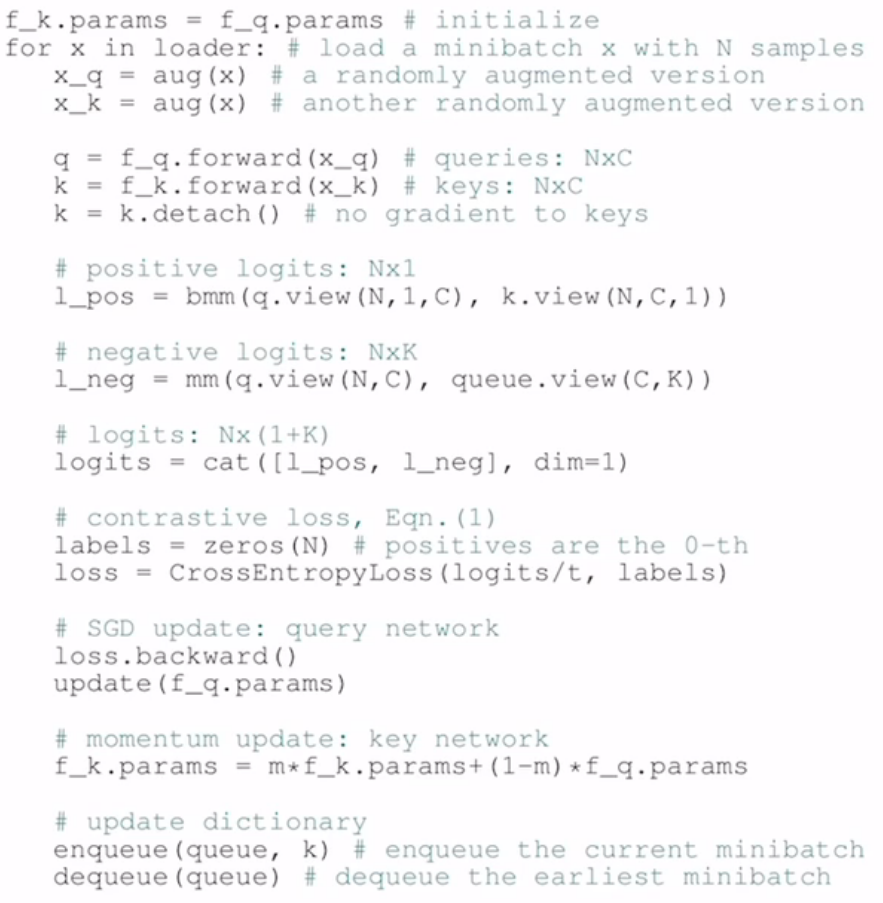 f_k.params = f_q.params # initialize
for x in loader: # load a minibatch x with N samples
x_q = aug(x) # a randomly augmented version
x_k = aug(x) # another randomly augmented version
q = f_q.forward(x_q) # queries: NxC
k = f_k.forward(x_k) # keys: NxC
k = k.detach() # no gradient to keys
# positive logits: Nx1
l_pos = bmm(q.view(N,1,C), k.view(N,C,1))
# negative logits: NxK
l_neg = mm(q.view(N,C), queue.view(C,K))
# logits: Nx(1+K)
logits = cat([l_pos, l_neg], dim=1)
# contrastive loss, Eqn.(1)
labels = zeros(N) # positives are the 0-th
loss = CrossEntropyLoss(logits/t, labels)
# SGD update: query network
loss.backward()
update(f_q.params)
# momentum update: key network
f_k.params = m*f_k.params+(1-m)*f_q.params
# update dictionary
enqueue(queue, k) # enqueue the current minibatch
dequeue(queue) # dequeue the earliest minibatch